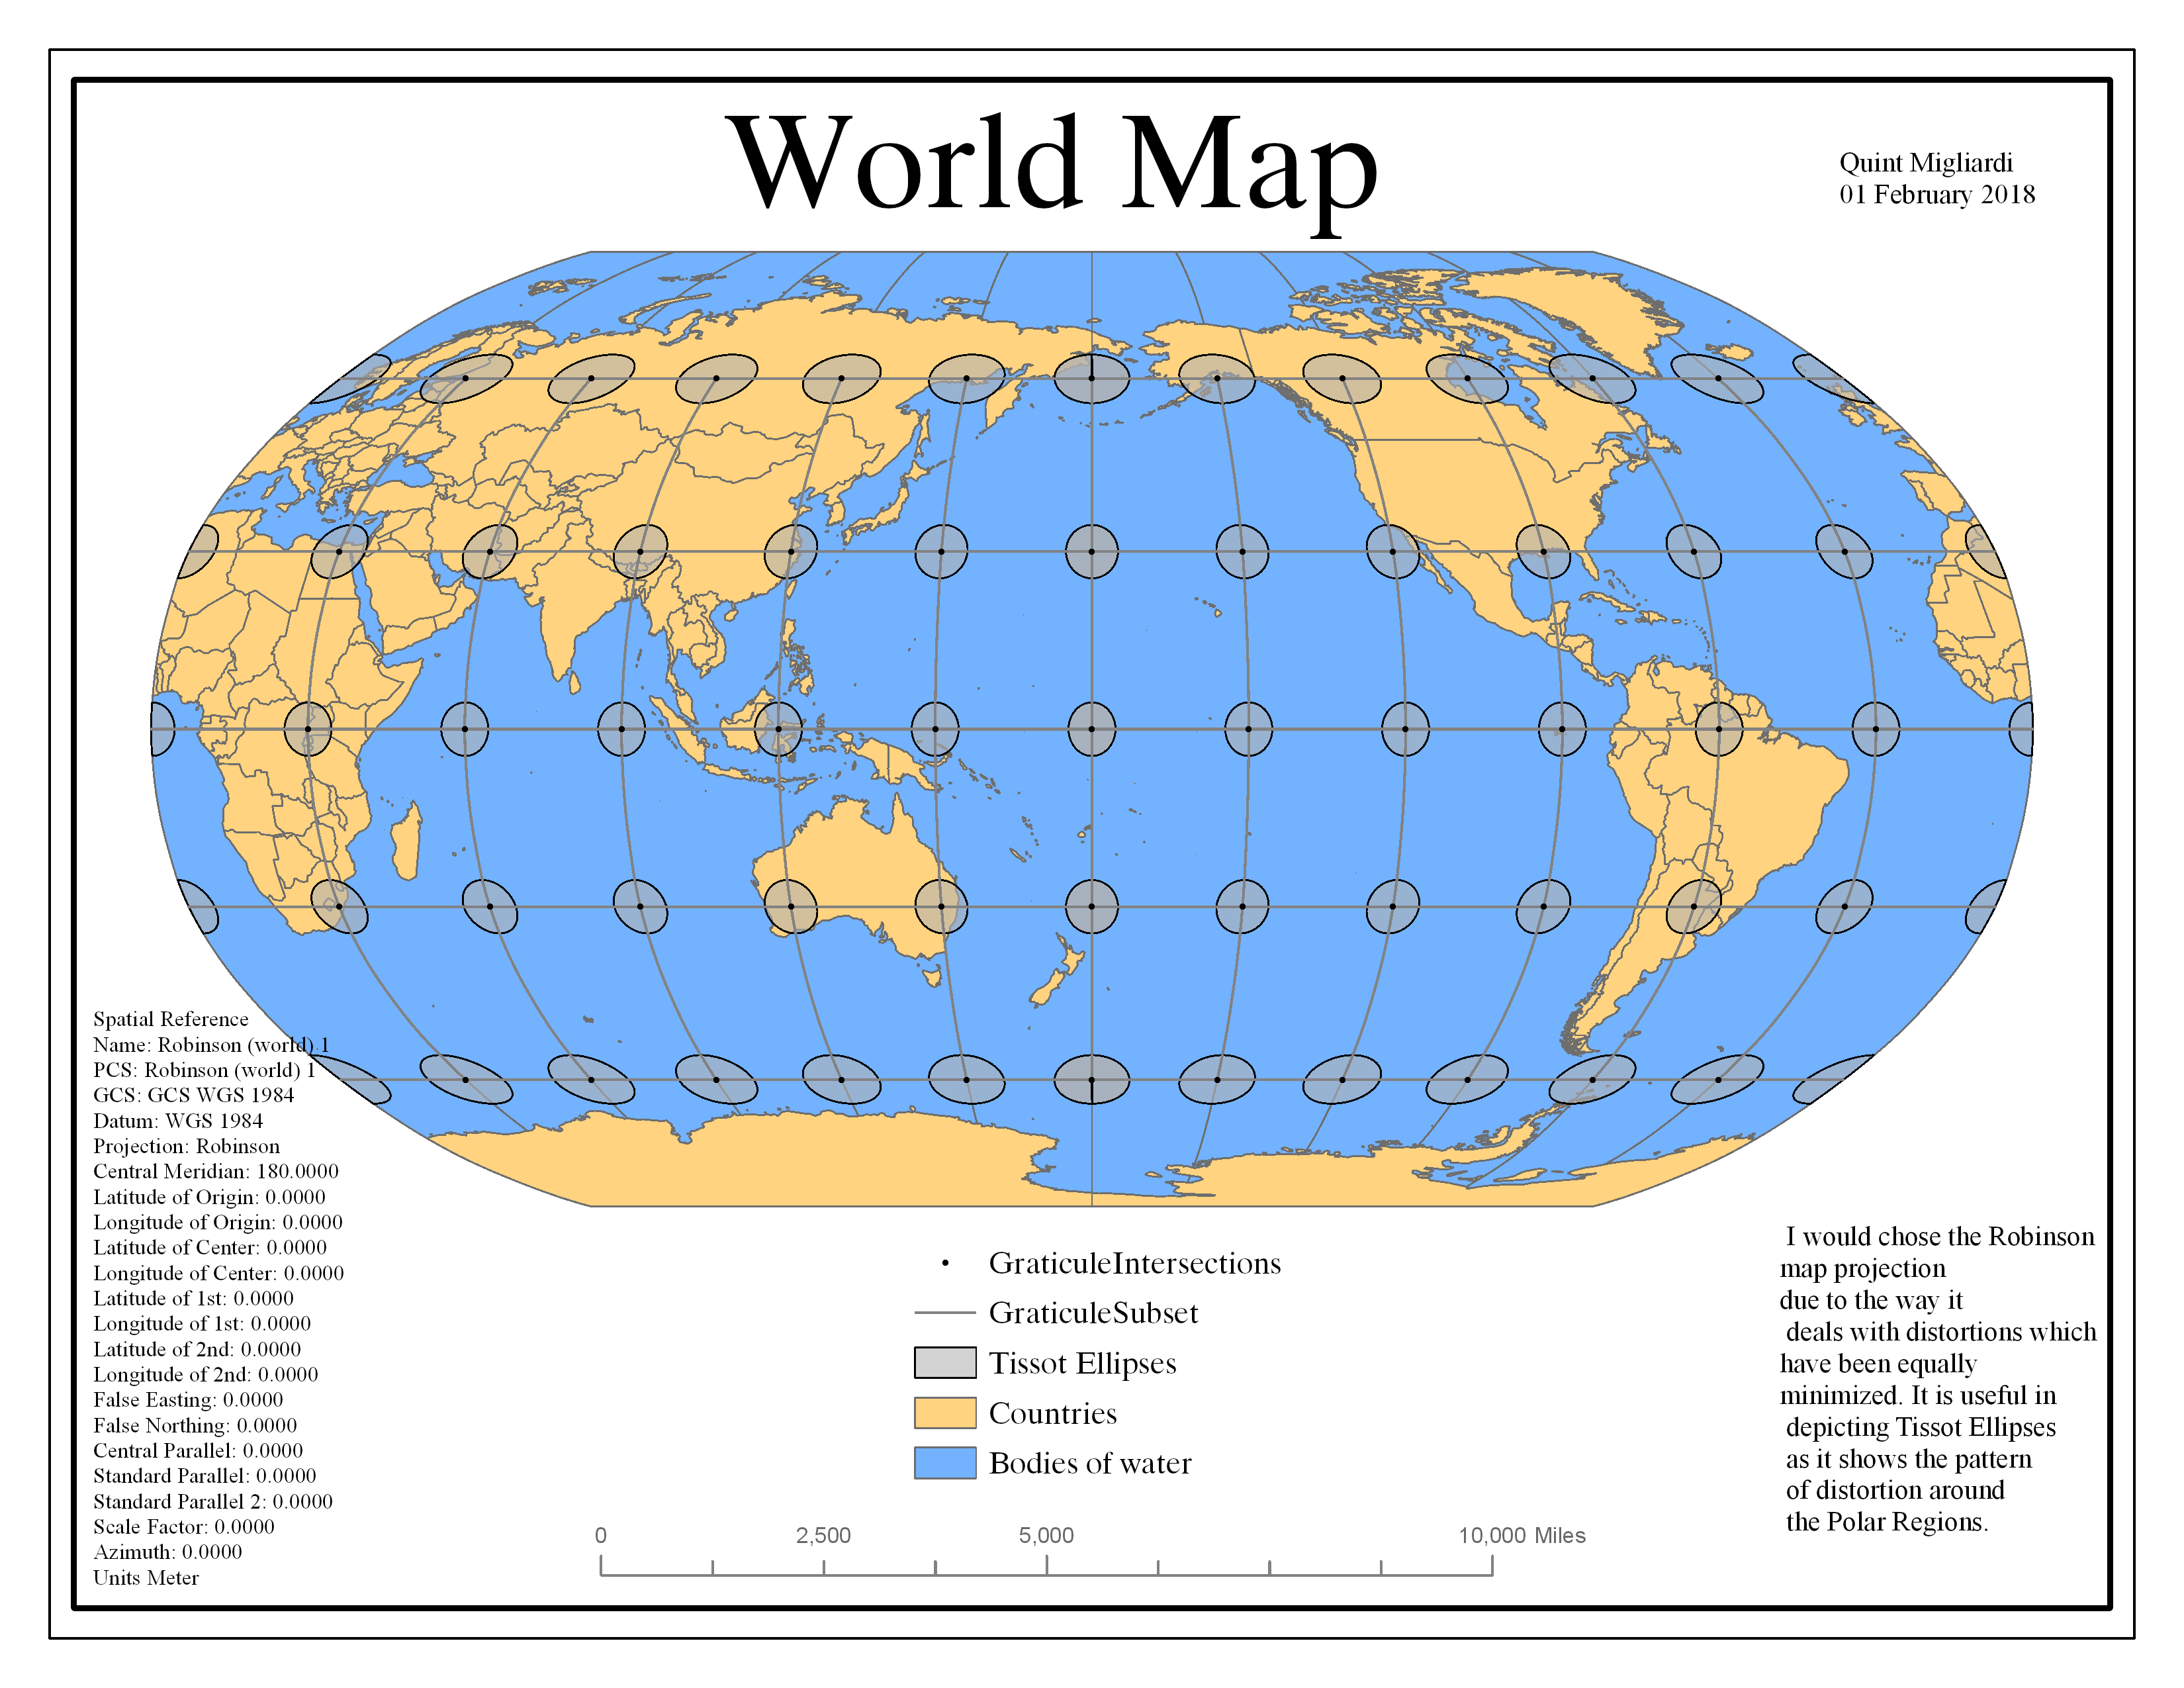 World Map
Quint Migliardi
01 February 2018
Spatial Reference
Name: Robinson (world) 1
PCS: Robinson (world) 1
GCS: GCS WGS 1984
Datum: WGS 1984
Projection: Robinson
Central Meridian: 180.0000
Latitude of Origin: 0.0000
Longitude of Origin: 0.0000
Latitude of Center: 0.0000
Longitude of Center: 0.0000
Latitude of 1st: 0.0000
Longitude of 1st: 0.0000
Latitude of 2nd: 0.0000
Longitude of 2nd: 0.0000
False Easting: 0.0000
False Northing: 0.0000
Central Parallel: 0.0000
Standard Parallel: 0.0000
Standard Parallel 2: 0.0000
Scale Factor: 0.0000
Azimuth: 0.0000
Units Meter
GraticuleIntersections
GraticuleSubset
Tissot Ellipses
Countries
Bodies of water
0 2,500 5,000 10,000 Miles
I would chose the Robinson
map projection
due to the way it
deals with distortions which
have been equally
minimized. It is useful in
depicting Tissot Ellipses
as it shows the pattern
of distortion around
the Polar Regions.